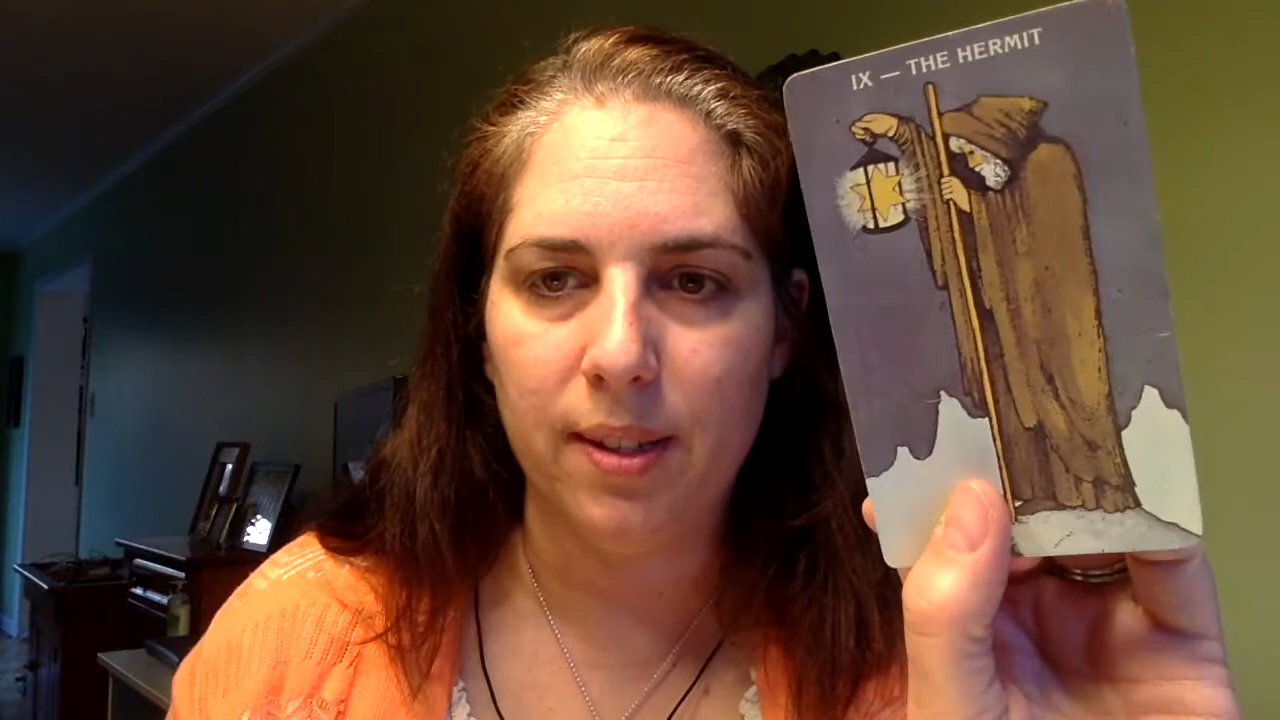 IX — THE HERMIT